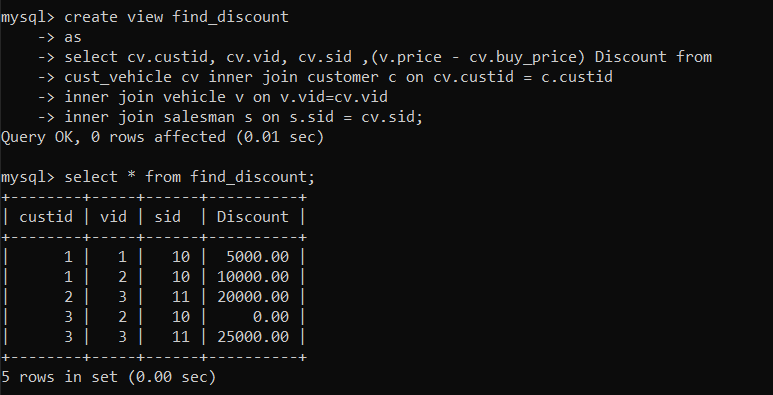 mysql> create view find_discount
    -> as
    -> select cv.custid, cv.vid, cv.sid ,(v.price - cv.buy_price) Discount from
    -> cust_vehicle cv inner join customer c on cv.custid = c.custid
    -> inner join vehicle v on v.vid=cv.vid
    -> inner join salesman s on s.sid = cv.sid;
Query OK, 0 rows affected (0.01 sec)

mysql> select * from find_discount;
+--------+-----+------+----------+
| custid | vid | sid  | Discount |
+--------+-----+------+----------+
|      1 |   1 |   10 |  5000.00 |
|      1 |   2 |   10 | 10000.00 |
|      2 |   3 |   11 | 20000.00 |
|      3 |   2 |   10 |     0.00 |
|      3 |   3 |   11 | 25000.00 |
+--------+-----+------+----------+
5 rows in set (0.00 sec)